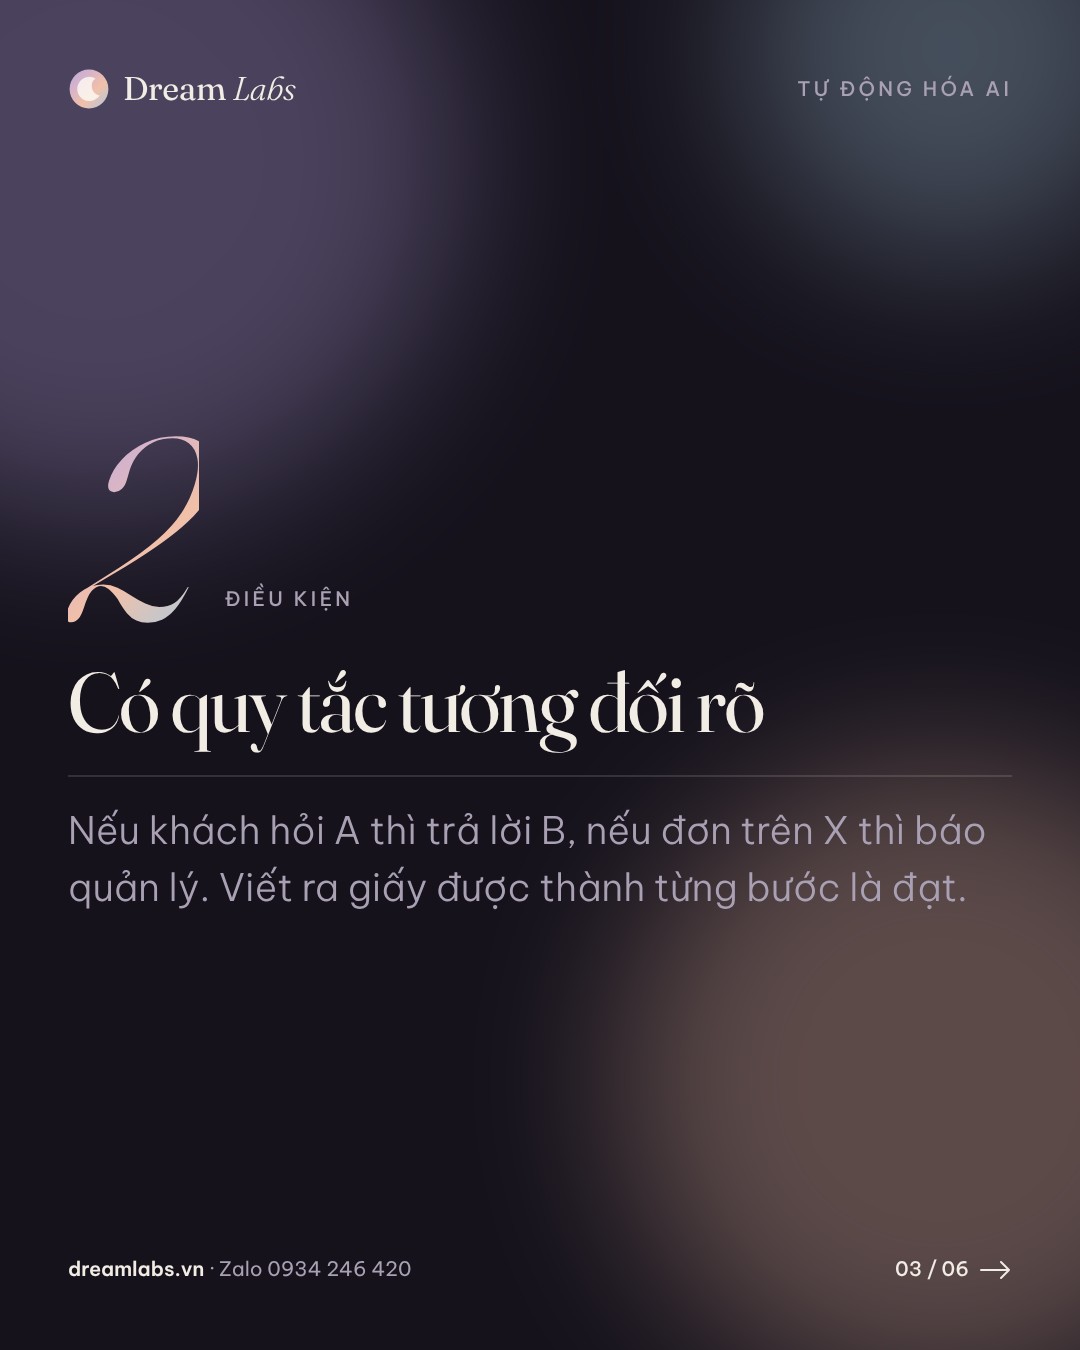 Dream Labs
TỰ ĐỘNG HÓA AI
2
ĐIỀU KIỆN
Có quy tắc tương đối rõ
Nếu khách hỏi A thì trả lời B, nếu đơn trên X thì báo
quản lý. Viết ra giấy được thành từng bước là đạt.
dreamlabs.vn · Zalo 0934 246 420
03 / 06 →